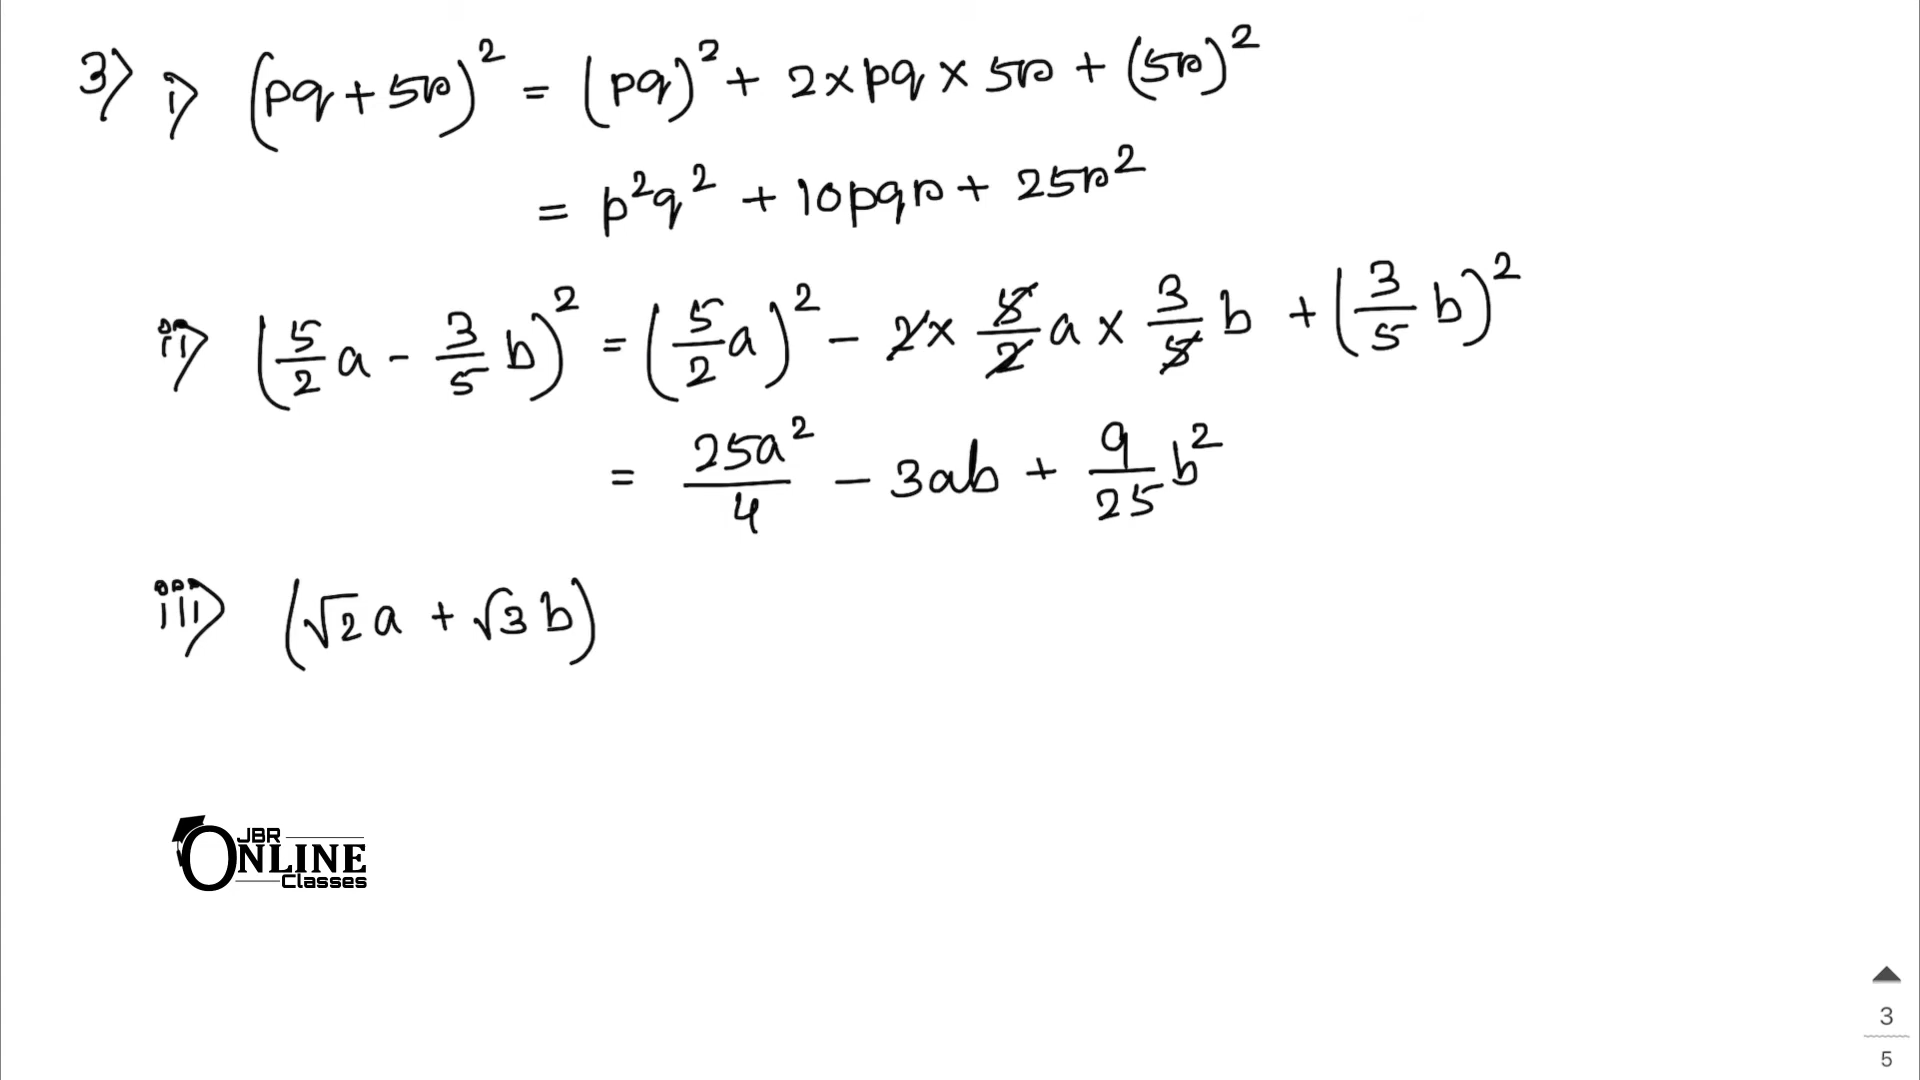 3) i) (pq + 5r)² = (pq)² + 2 × pq × 5r + (5r)²
= p²q² + 10pqr + 25r²
ii) (5/2 a - 3/5 b)² = (5/2 a)² - 2 × 5/2 a × 3/5 b + (3/5 b)²
= 25a²/4 - 3ab + 9/25 b²
iii) (√2 a + √3 b)
JBR
ONLINE
Classes
3
5